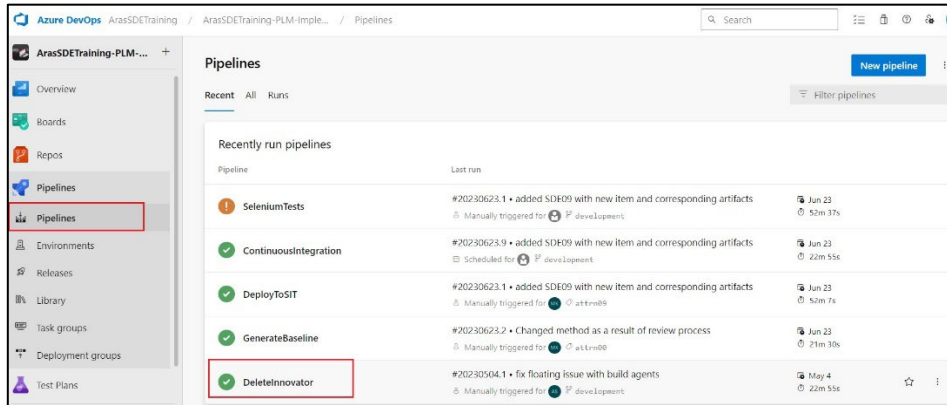 Azure DevOps ArasSDETraining / ArasSDETraining-PLM-Imple... / Pipelines Search
ArasSDETraining-PLM-... +
Overview
Boards
Repos
Pipelines
Pipelines
Environments
Releases
Library
Task groups
Deployment groups
Test Plans
Pipelines
New pipeline
Recent All Runs
Filter pipelines
Recently run pipelines
Pipeline Last run
SeleniumTests
#20230623.1 • added SDE09 with new item and corresponding artifacts
Manually triggered for development
Jun 23
52m 37s
ContinuousIntegration
#20230623.9 • added SDE09 with new item and corresponding artifacts
Scheduled for development
Jun 23
22m 55s
DeployToSIT
#20230623.1 • added SDE09 with new item and corresponding artifacts
Manually triggered for attrn09
Jun 23
52m 7s
GenerateBaseline
#20230623.2 • Changed method as a result of review process
Manually triggered for attrn00
Jun 23
21m 30s
DeleteInnovator
#20230504.1 • fix floating issue with build agents
Manually triggered for development
May 4
22m 55s